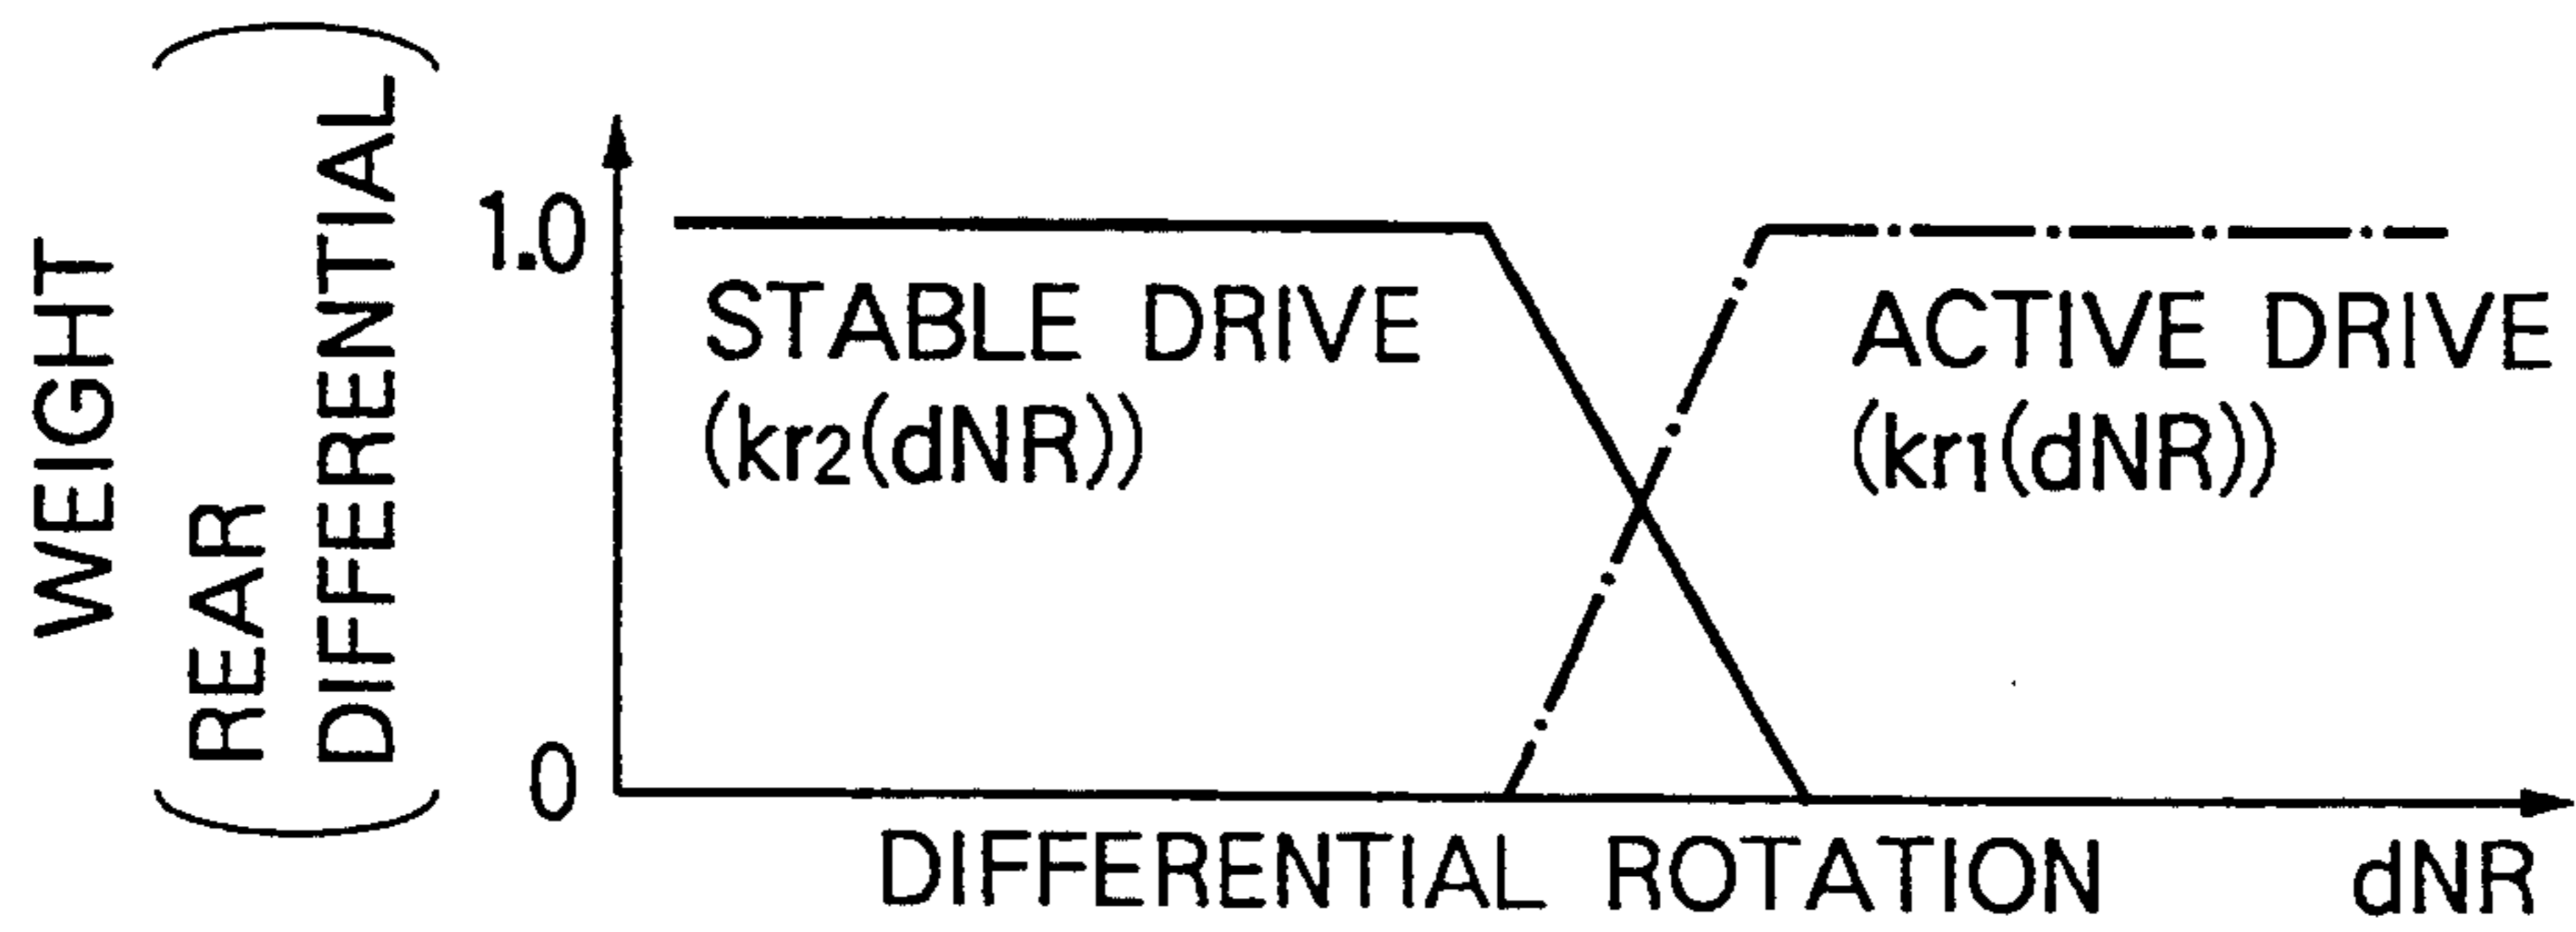 WEIGHT
(REAR
DIFFERENTIAL)
1.0
STABLE DRIVE
(kr2(dNR))
ACTIVE DRIVE
(kr1(dNR))
0
DIFFERENTIAL ROTATION dNR